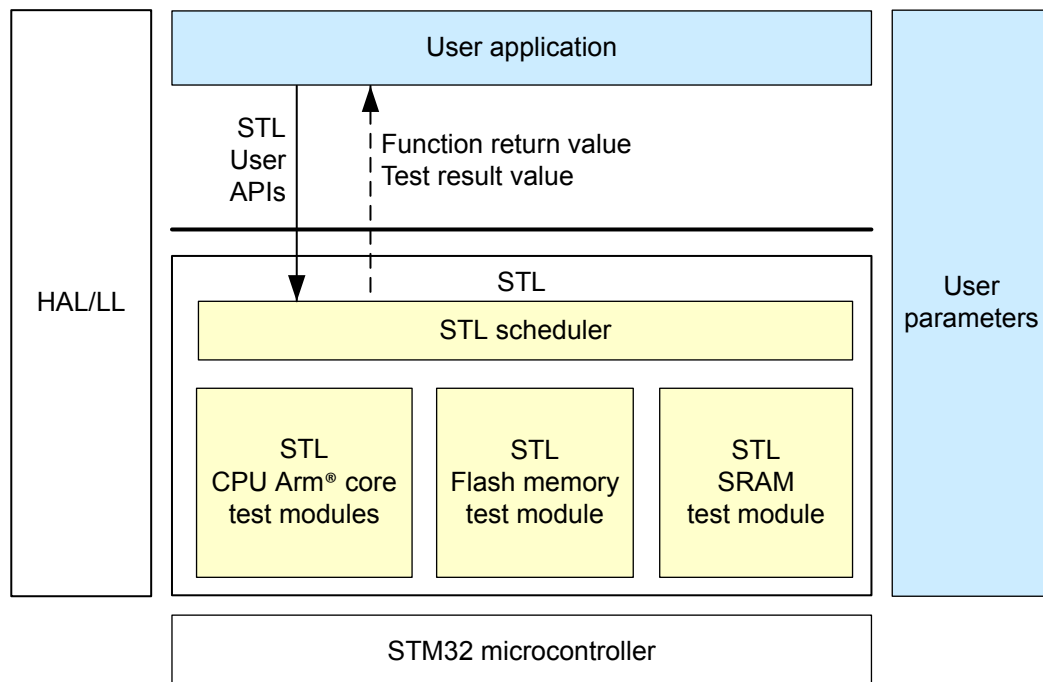 User application
STL
User
APIs
Function return value
Test result value
HAL/LL
STL
STL scheduler
User
parameters
STL
CPU Arm® core
test modules
STL
Flash memory
test module
STL
SRAM
test module
STM32 microcontroller